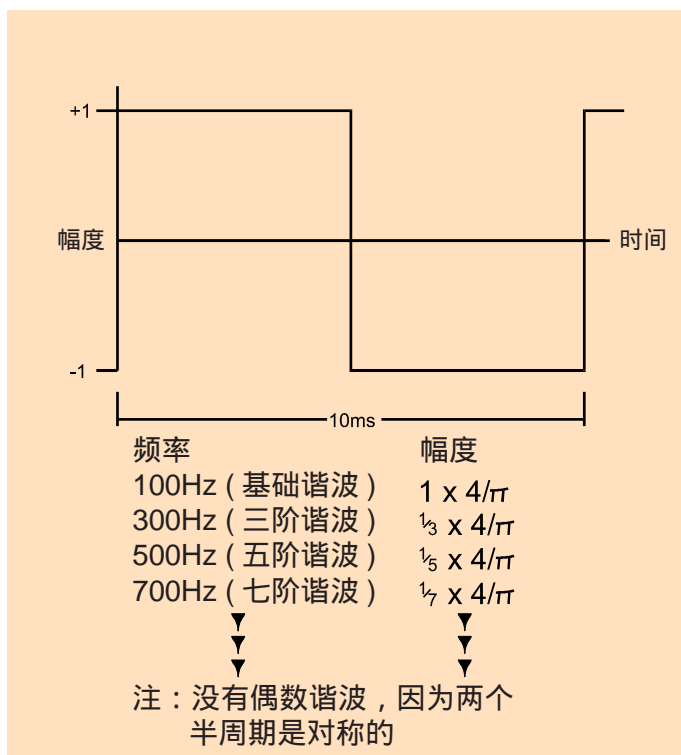 +1
幅度
时间
-1
10ms
频率 幅度
100Hz ( 基础谐波 ) 1 x 4/π
300Hz ( 三阶谐波 ) ⅓ x 4/π
500Hz ( 五阶谐波 ) ⅕ x 4/π
700Hz ( 七阶谐波 ) ⅐ x 4/π
注：没有偶数谐波，因为两个
半周期是对称的